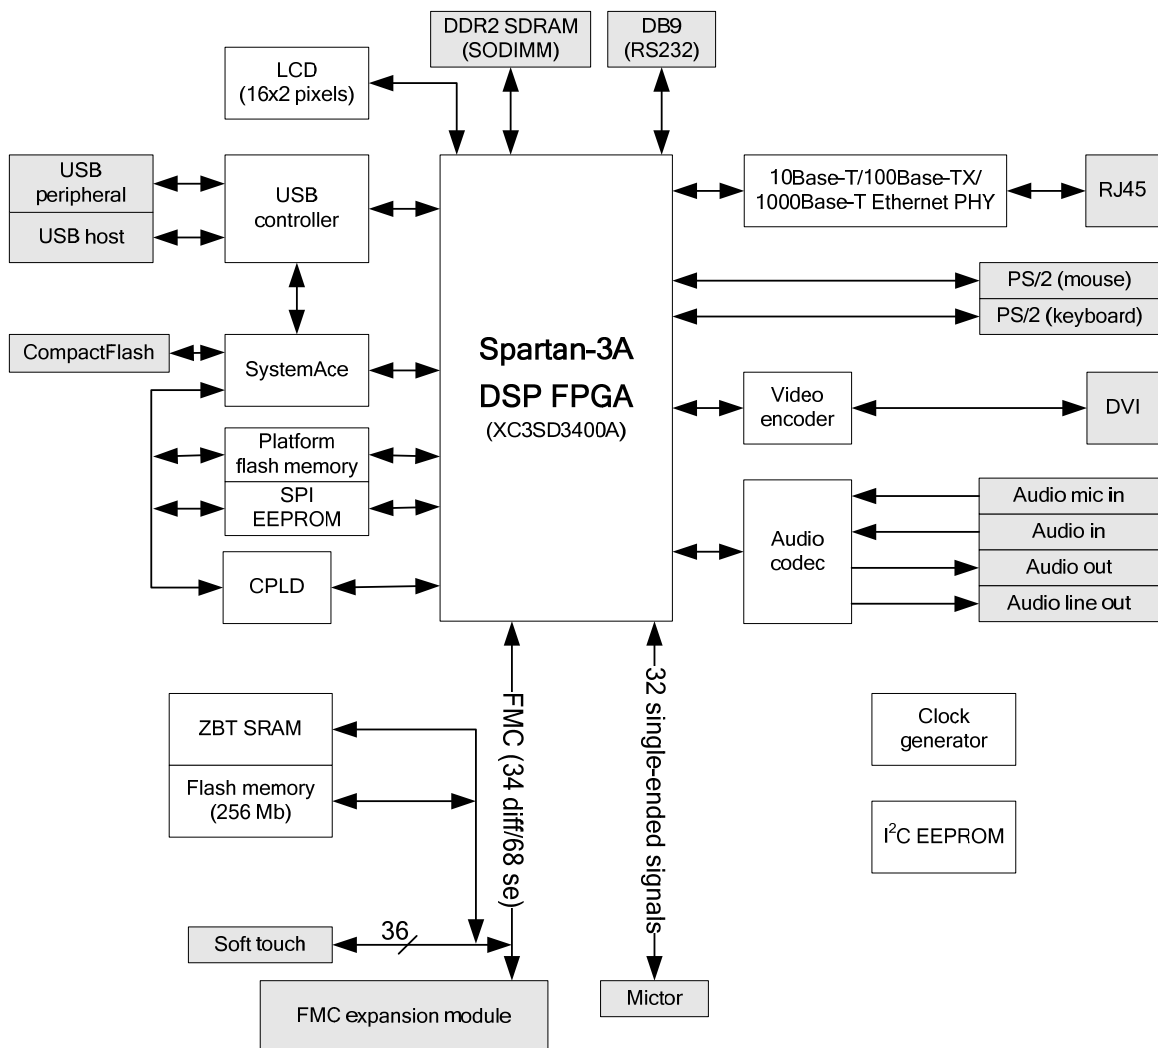 DDR2 SDRAM
(SODIMM)
DB9
(RS232)
LCD
(16x2 pixels)
USB
peripheral
USB host
USB
controller
10Base-T/100Base-TX/
1000Base-T Ethernet PHY
RJ45
PS/2 (mouse)
PS/2 (keyboard)
CompactFlash
SystemAce
Spartan-3A
DSP FPGA
(XC3SD3400A)
Video
encoder
DVI
Platform
flash memory
SPI
EEPROM
CPLD
Audio
codec
Audio mic in
Audio in
Audio out
Audio line out
ZBT SRAM
Flash memory
(256 Mb)
FMC (34 diff/68 se)
32 single-ended signals
Clock
generator
I²C EEPROM
Soft touch
36
FMC expansion module
Mictor